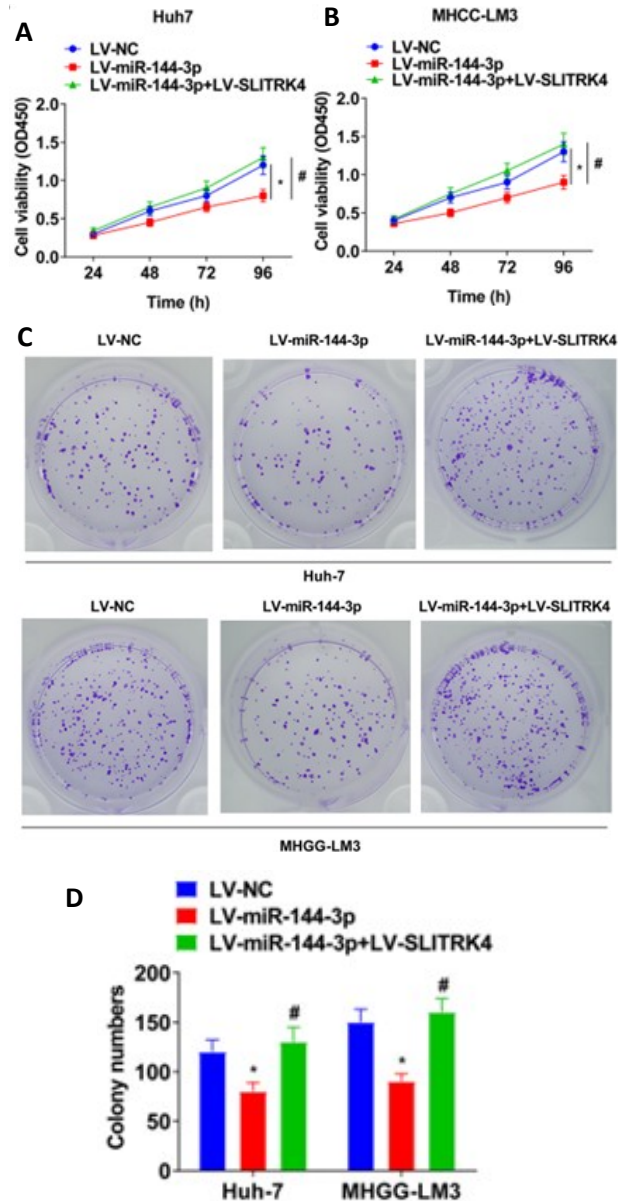 Huh7
A
LV-NC
LV-miR-144-3p
LV-miR-144-3p+LV-SLITRK4
Cell viability (OD450)
2.0
1.5
1.0
0.5
0.0
24 48 72 96
Time (h)
* #
MHCC-LM3
B
LV-NC
LV-miR-144-3p
LV-miR-144-3p+LV-SLITRK4
Cell viability (OD450)
2.0
1.5
1.0
0.5
0.0
24 48 72 96
Time (h)
* #
C
LV-NC LV-miR-144-3p LV-miR-144-3p+LV-SLITRK4
Huh-7
LV-NC LV-miR-144-3p LV-miR-144-3p+LV-SLITRK4
MHGG-LM3
D
LV-NC
LV-miR-144-3p
LV-miR-144-3p+LV-SLITRK4
Colony numbers
200
150
100
50
0
* # * #
Huh-7 MHGG-LM3